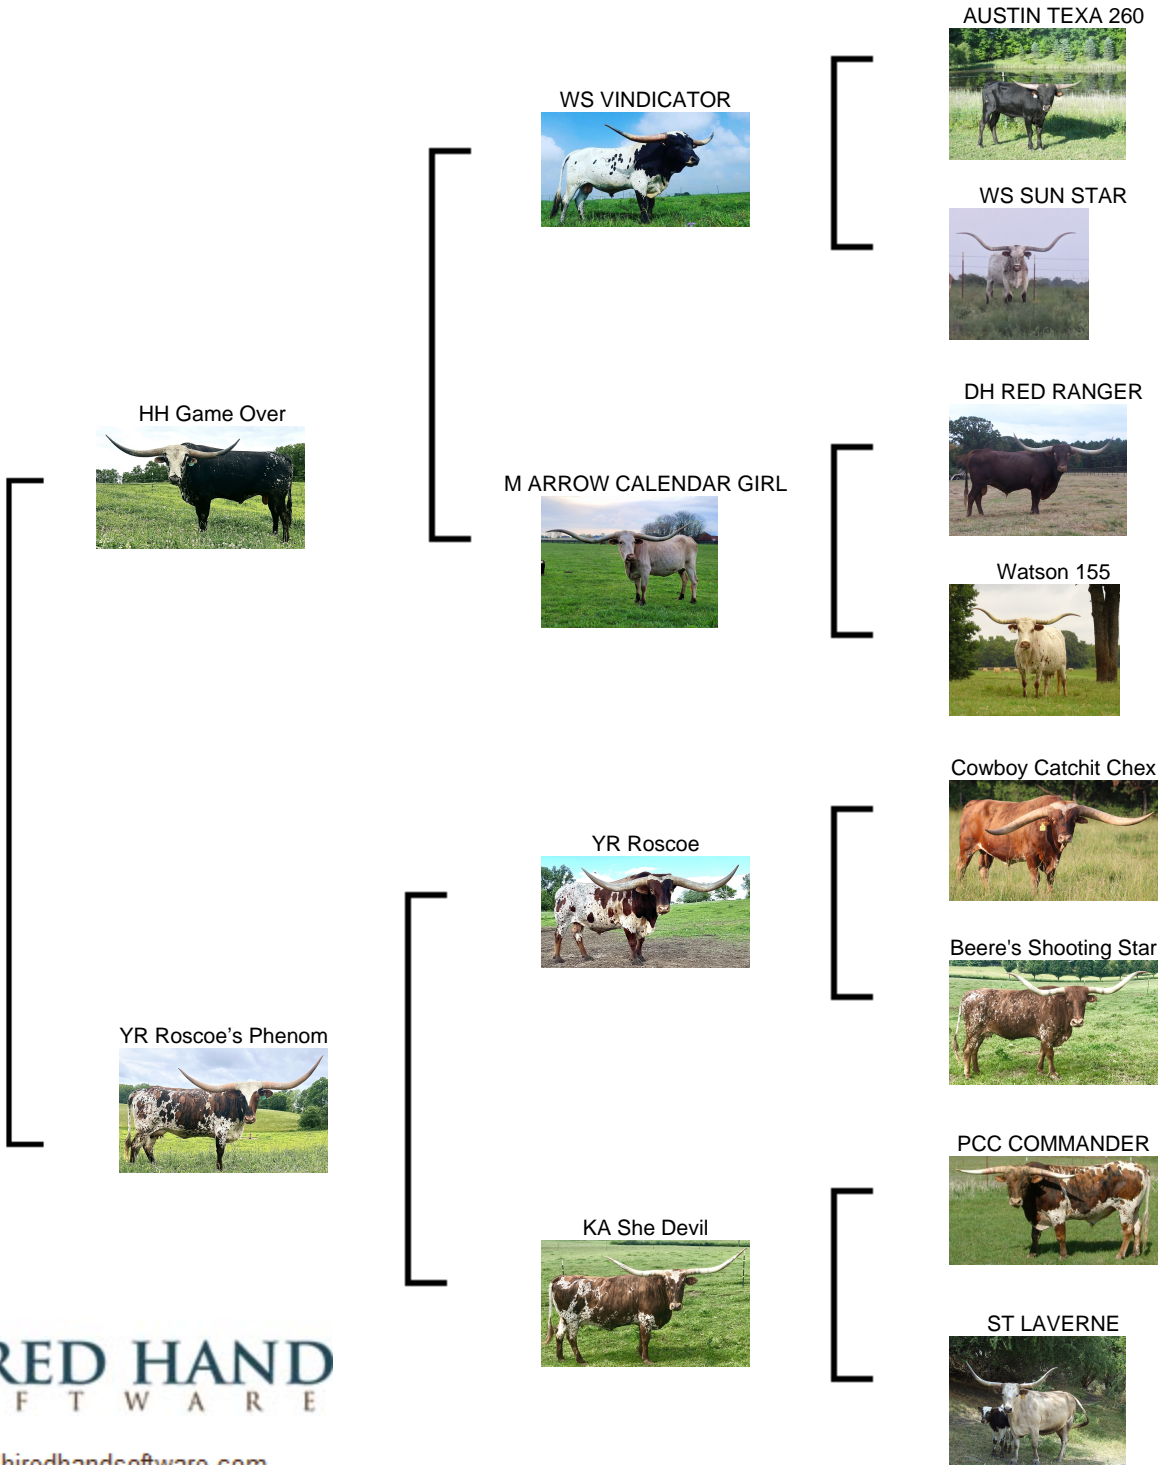 AUSTIN TEXA 260
WS VINDICATOR
WS SUN STAR
DH RED RANGER
HH Game Over
M ARROW CALENDAR GIRL
Watson 155
Cowboy Catchit Chex
YR Roscoe
Beere's Shooting Star
YR Roscoe's Phenom
PCC COMMANDER
KA She Devil
ST LAVERNE
RED HAND
F T W A R E
hiredhandsoftware.com